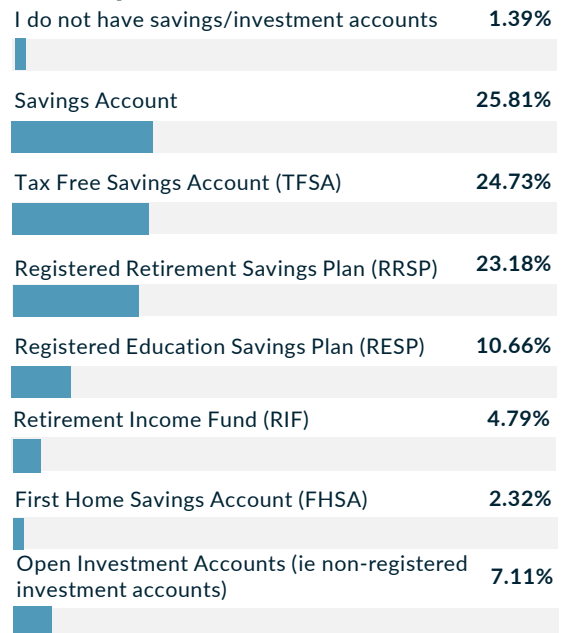 I do not have savings/investment accounts 1.39%
Savings Account 25.81%
Tax Free Savings Account (TFSA) 24.73%
Registered Retirement Savings Plan (RRSP) 23.18%
Registered Education Savings Plan (RESP) 10.66%
Retirement Income Fund (RIF) 4.79%
First Home Savings Account (FHSA) 2.32%
Open Investment Accounts (ie non-registered
investment accounts) 7.11%